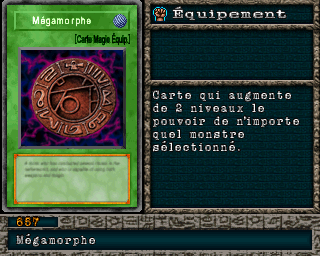 Mégamorphe
[Carte Magie Équip.]
Équipement
Carte qui augmente
de 2 niveaux le
pouvoir de n'importe
quel monstre
sélectionné.
657
Mégamorphe